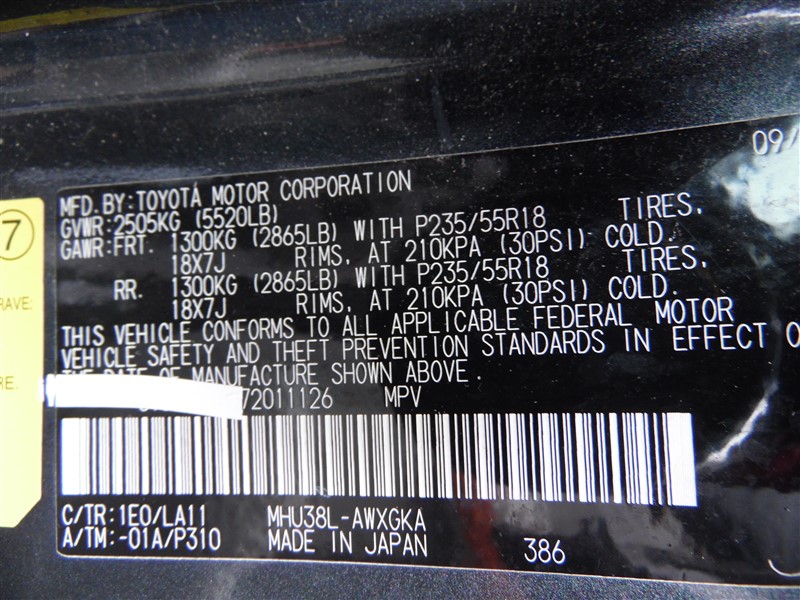 09/
MFD.BY:TOYOTA MOTOR CORPORATION
GVWR:2505KG (5520LB)
GAWR:FRT. 1300KG (2865LB) WITH P235/55R18 TIRES,
18X7J RIMS, AT 210KPA (30PSI) COLD.
RR. 1300KG (2865LB) WITH P235/55R18 TIRES,
18X7J RIMS, AT 210KPA (30PSI) COLD.
THIS VEHICLE CONFORMS TO ALL APPLICABLE FEDERAL MOTOR
VEHICLE SAFETY AND THEFT PREVENTION STANDARDS IN EFFECT O
THE DATE OF MANUFACTURE SHOWN ABOVE.
72011126 MPV
C/TR:1E0/LA11 MHU38L-AWXGKA
A/TM:-01A/P310 MADE IN JAPAN 386
7
RAVE:
RE: